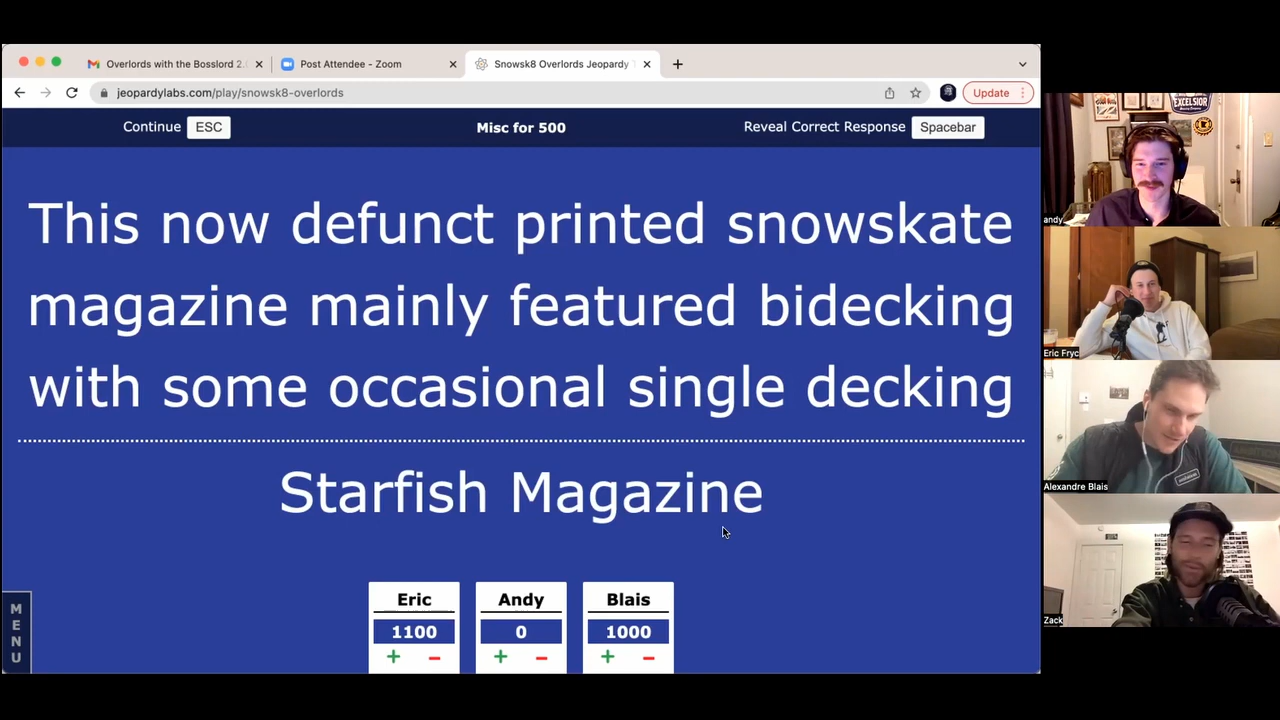 Overlords with the Bosslord 2.
Post Attendee - Zoom
Snowsk8 Overlords Jeopardy
jeopardylabs.com/play/snowsk8-overlords
Update
Continue ESC
Misc for 500
Reveal Correct Response Spacebar
This now defunct printed snowskate
magazine mainly featured bidecking
with some occasional single decking
Starfish Magazine
Eric
Andy
Blais
1100
0
1000
+ - + - + -
MENU
EXCELSIOR
andy
Eric Fryc
Alexandre Blais
Zack